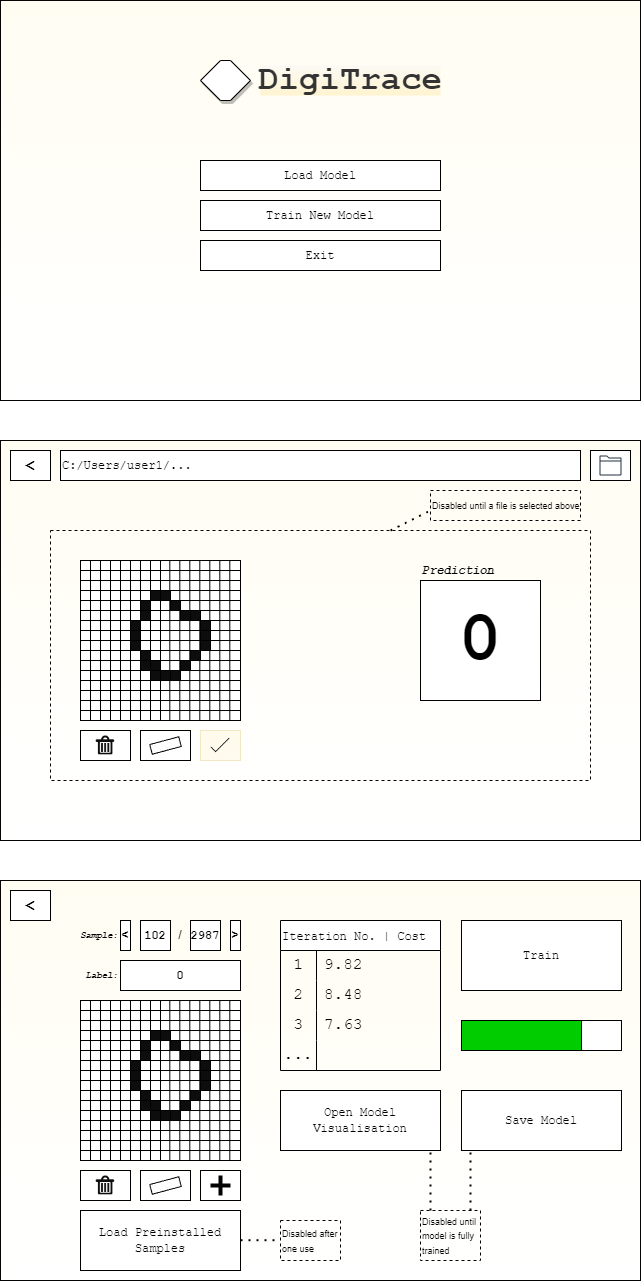 DigiTrace
Load Model
Train New Model
Exit
<
C:/Users/user1/...
Disabled until a file is selected above
Prediction
0
<
Sample: < 102 / 2987 >
Label: 0
Iteration No. | Cost
1 9.82
2 8.48
3 7.63
...
Train
Open Model
Visualisation
Save Model
Load Preinstalled
Samples
Disabled after
one use
Disabled until
model is fully
trained